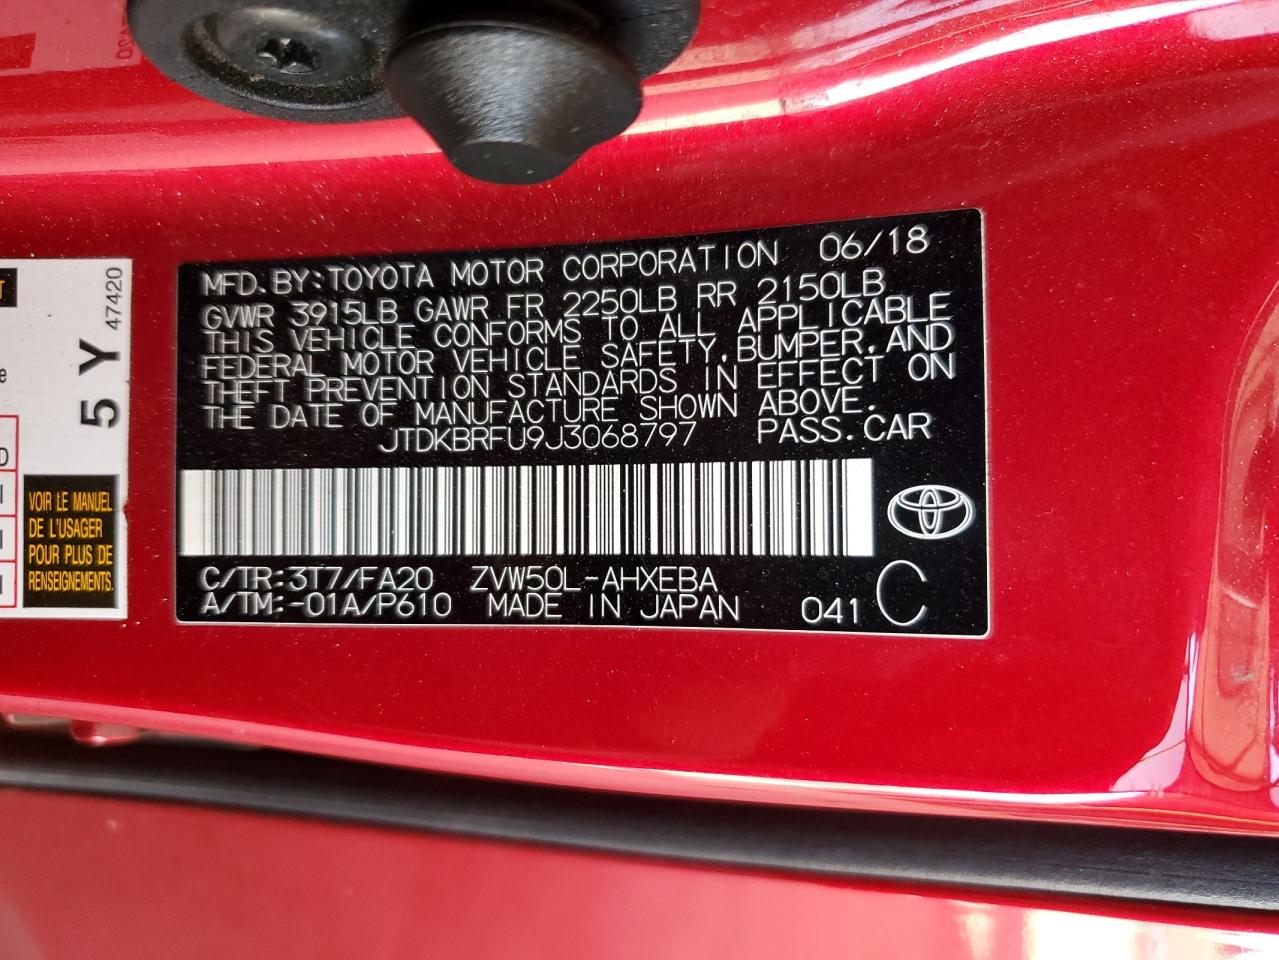 MFD. BY: TOYOTA MOTOR CORPORATION 06/18
GVWR 3915LB GAWR FR 2250LB RR 2150LB
THIS VEHICLE CONFORMS TO ALL APPLICABLE
FEDERAL MOTOR VEHICLE SAFETY, BUMPER, AND
THEFT PREVENTION STANDARDS IN EFFECT ON
THE DATE OF MANUFACTURE SHOWN ABOVE.
JTDKBRFU9J3068797 PASS. CAR
C/TR: 3T7/FA20 ZVW50L-AHXEBA
A/TM: -01A/P610 MADE IN JAPAN 041 C
5 Y 47420
VOIR LE MANUEL
DE L'USAGER
POUR PLUS DE
RENSEIGNEMENTS.